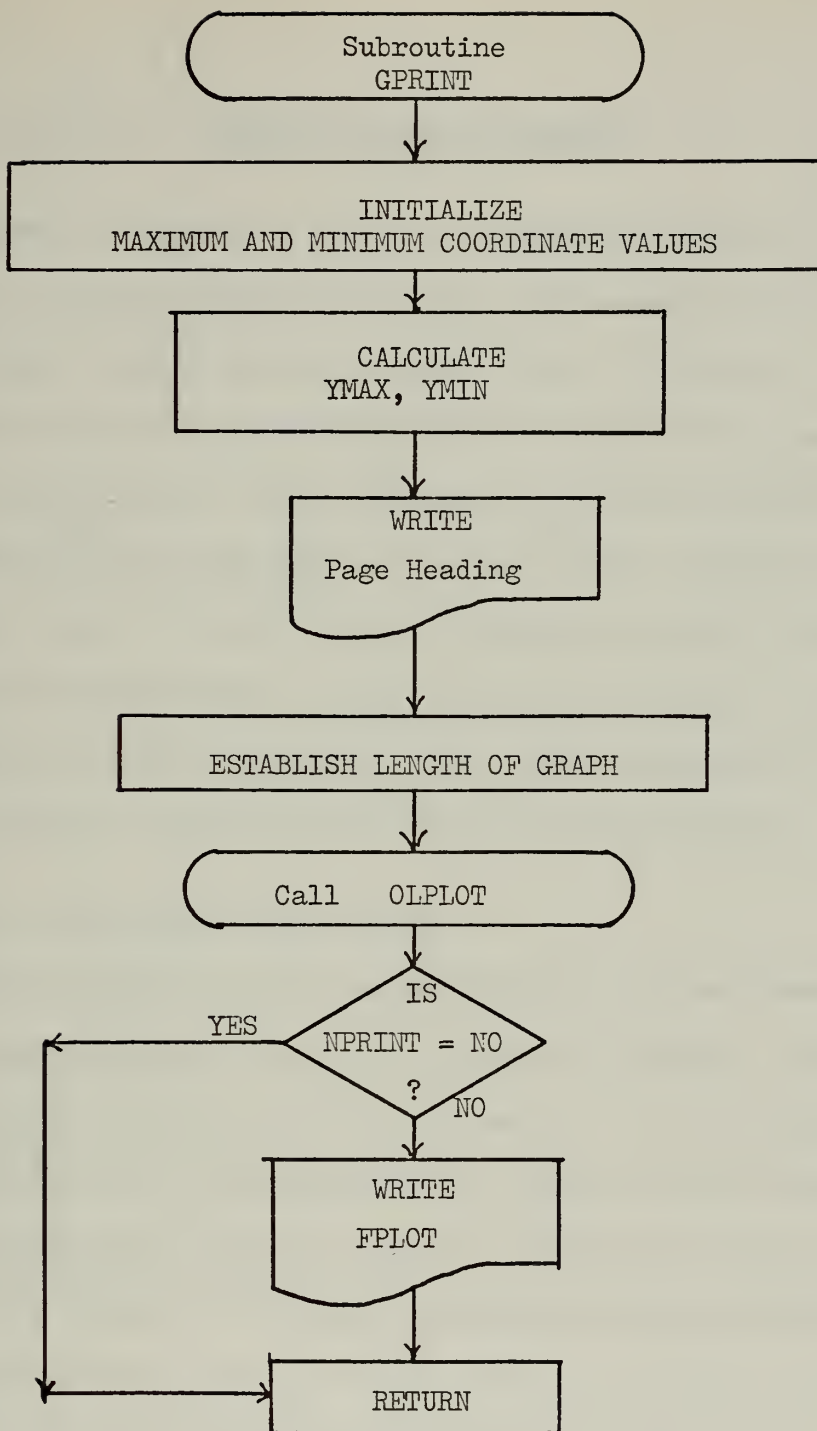 Subroutine
GPRINT
INITIALIZE
MAXIMUM AND MINIMUM COORDINATE VALUES
CALCULATE
YMAX, YMIN
WRITE
Page Heading
ESTABLISH LENGTH OF GRAPH
Call OLPLOT
IS
YES
NPRINT = NO
?
NO
WRITE
FPLOT
RETURN